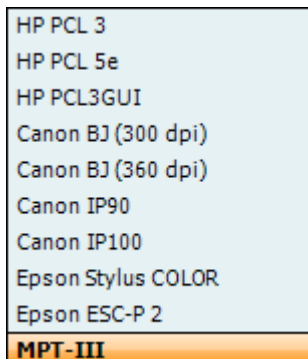 HP PCL 3
HP PCL 5e
HP PCL3GUI
Canon BJ (300 dpi)
Canon BJ (360 dpi)
Canon IP90
Canon IP100
Epson Stylus COLOR
Epson ESC-P 2
MPT-III